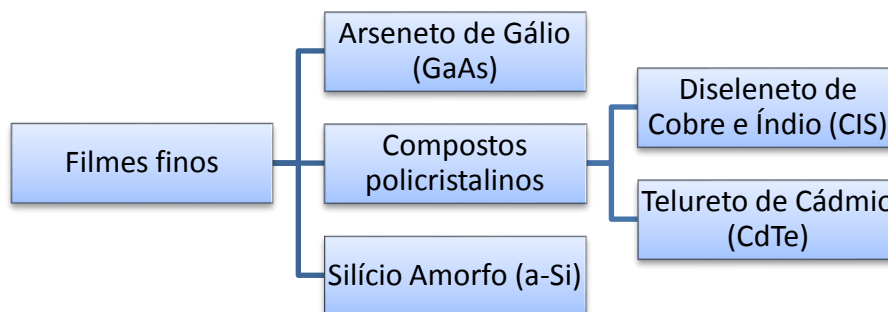 Filmes finos
Arseneto de Gálio
(GaAs)
Compostos
policristalinos
Silício Amorfo (a-Si)
Diseleneto de
Cobre e Índio (CIS)
Telureto de Cádmio
(CdTe)